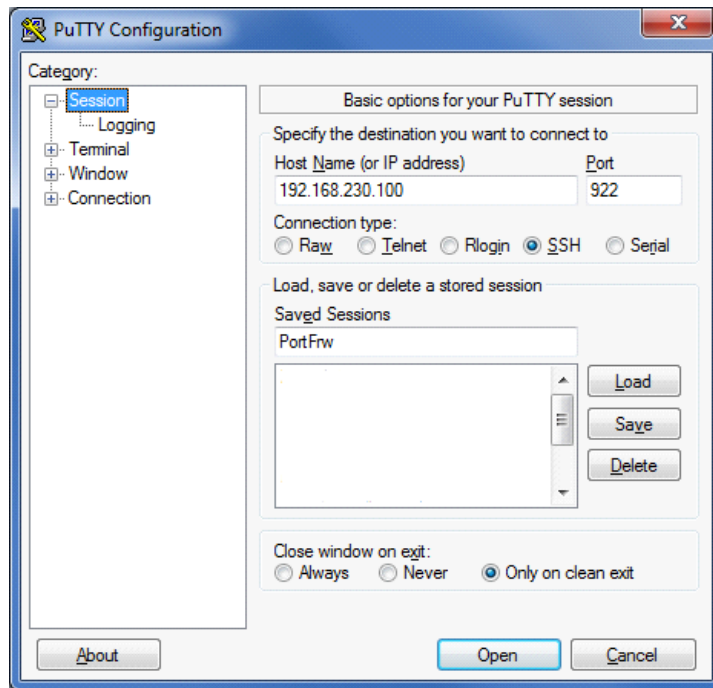 PuTTY Configuration
Category:
Session
Logging
Terminal
Window
Connection
Basic options for your PuTTY session
Specify the destination you want to connect to
Host Name (or IP address) Port
192.168.230.100 922
Connection type:
Raw Telnet Rlogin SSH Serial
Load, save or delete a stored session
Saved Sessions
PortFrw
Load
Save
Delete
Close window on exit:
Always Never Only on clean exit
About Open Cancel